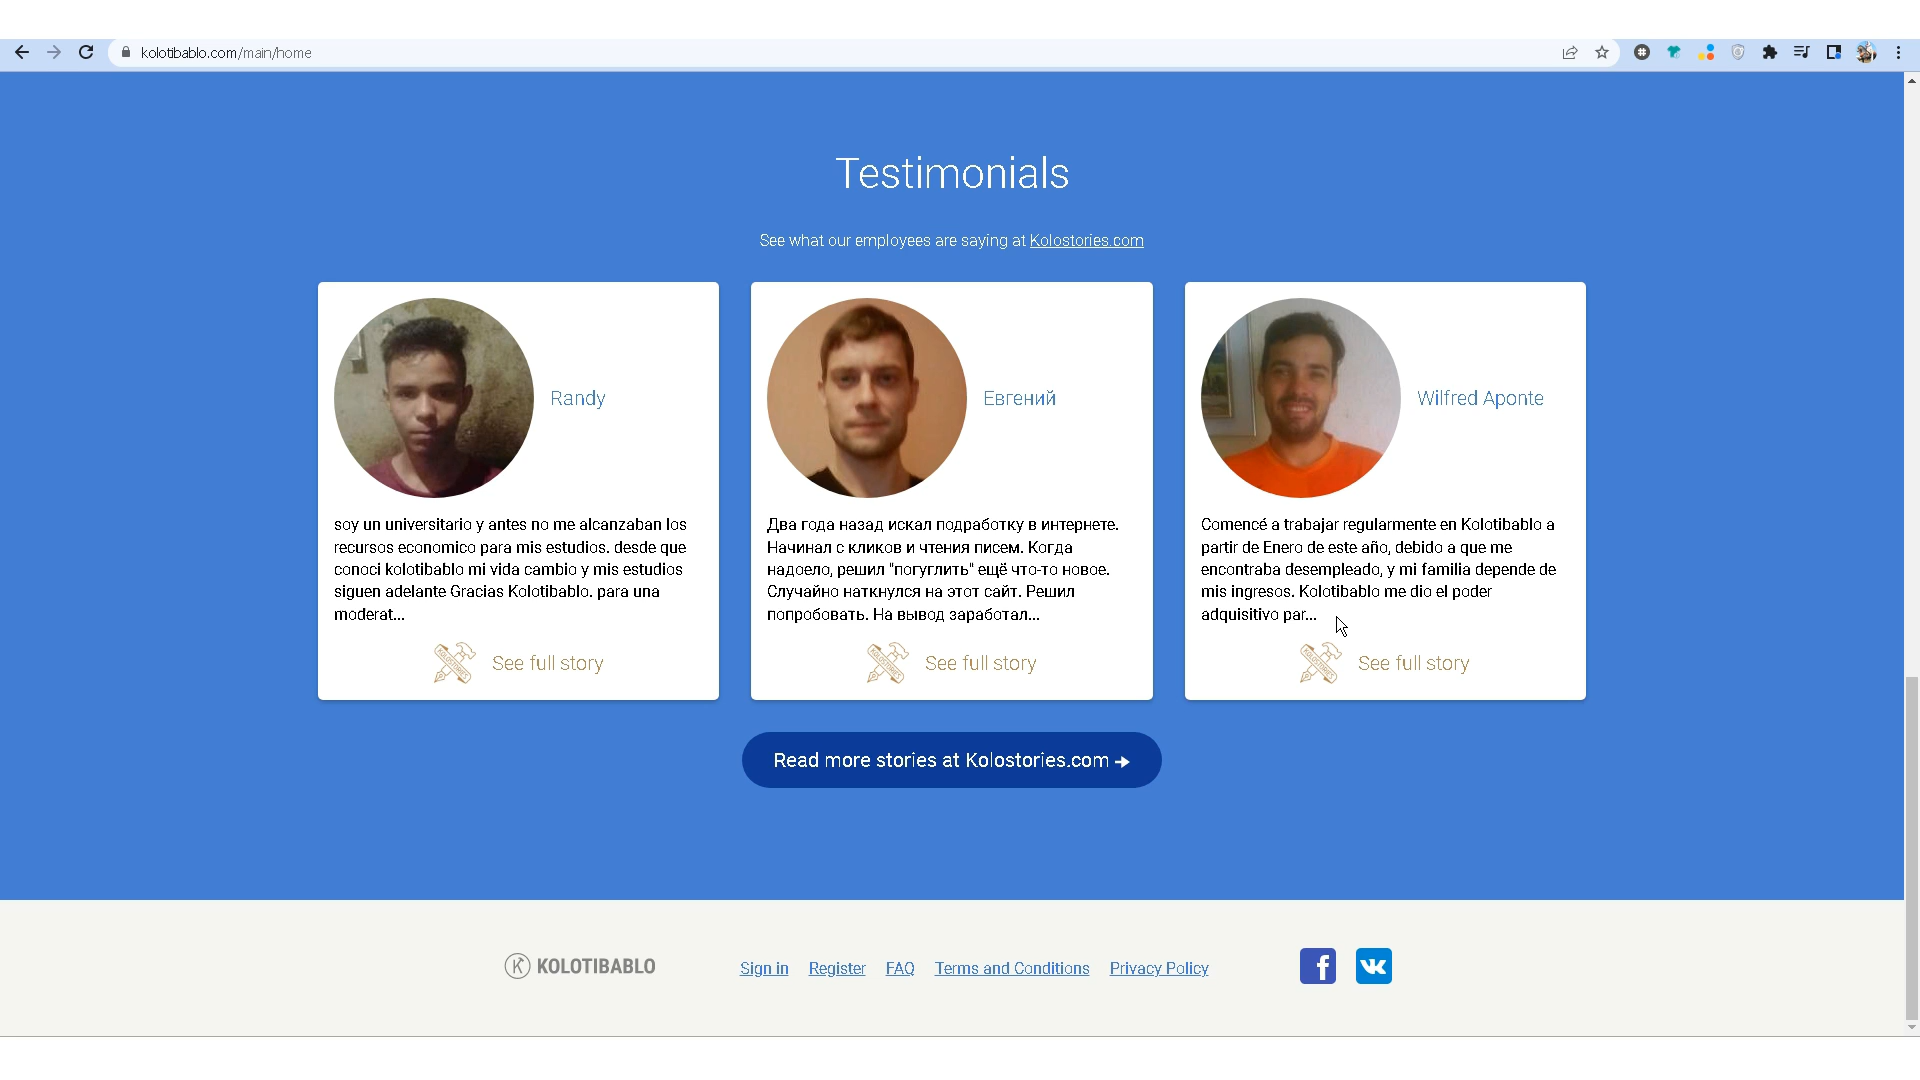 kolotibablo.com/main/home
Testimonials
See what our employees are saying at Kolostories.com
Randy
soy un universitario y antes no me alcanzaban los
recursos economico para mis estudios. desde que
conoci kolotibablo mi vida cambio y mis estudios
siguen adelante Gracias Kolotibablo. para una
moderat...
See full story
Евгений
Два года назад искал подработку в интернете.
Начинал с кликов и чтения писем. Когда
надоело, решил "погуглить" ещё что-то новое.
Случайно наткнулся на этот сайт. Решил
попробовать. На вывод заработал...
See full story
Wilfred Aponte
Comencé a trabajar regularmente en Kolotibablo a
partir de Enero de este año, debido a que me
encontraba desempleado, y mi familia depende de
mis ingresos. Kolotibablo me dio el poder
adquisitivo par...
See full story
Read more stories at Kolostories.com
KOLOTIBABLO
Sign in Register FAQ Terms and Conditions Privacy Policy